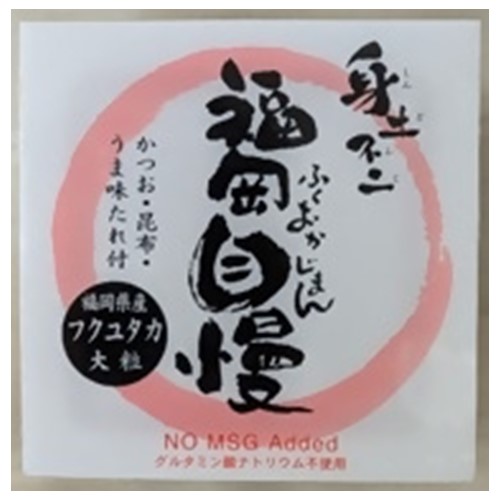 身土不二
しんどふじ
福岡自慢
ふくおかじまん
かつお・昆布・
うま味たれ付
福岡県産
フクユタカ
大粒
NO MSG Added
グルタミン酸ナトリウム不使用